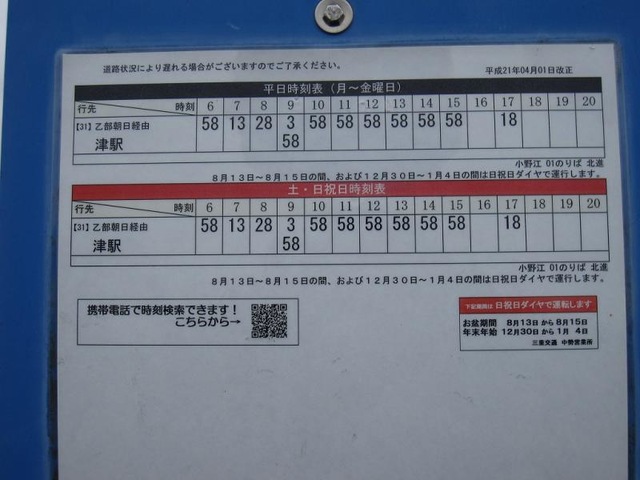 道路状況により遅れる場合がございますのでご了承ください。 平成21年04月01日改正
平日時刻表(月~金曜日)
行先 時刻 6 7 8 9 10 11 12 13 14 15 16 17 18 19 20
【31】乙部朝日経由 58 13 28 3 58 58 58 58 58 58 18
津駅 58
小野江 01のりば 北進
8月13日~8月15日の間、および12月30日~1月4日の間は日祝日ダイヤで運行します。
土・日祝日時刻表
行先 時刻 6 7 8 9 10 11 12 13 14 15 16 17 18 19 20
【31】乙部朝日経由 58 13 28 3 58 58 58 58 58 58 18
津駅 58
小野江 01のりば 北進
8月13日~8月15日の間、および12月30日~1月4日の間は日祝日ダイヤで運行します。
携帯電話で時刻検索できます!
こちらから→
下記期間は 日祝日ダイヤで運転します
お盆期間 8月13日から8月15日
年末年始 12月30日から1月 4日
三重交通 中勢営業所